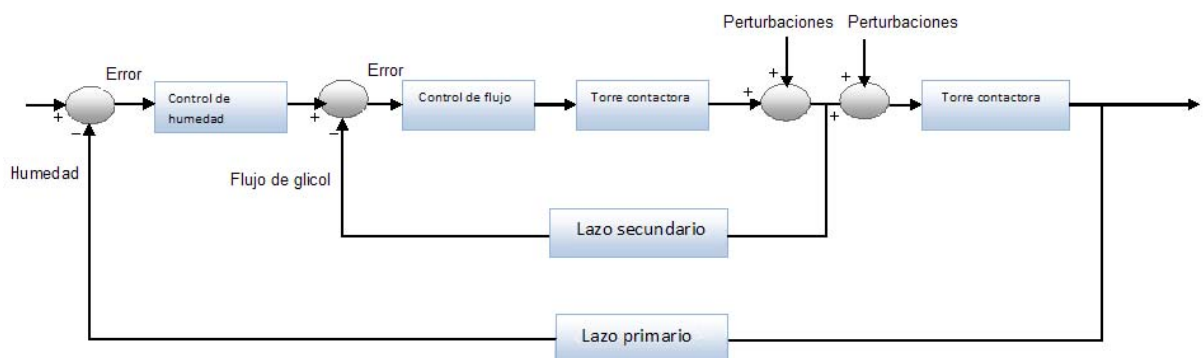 Perturbaciones
Perturbaciones
Error
Error
Control de
humedad
Control de flujo
Torre contactora
Torre contactora
+
+
+
+
+
+
−
−
Humedad
Flujo de glicol
Lazo secundario
Lazo primario